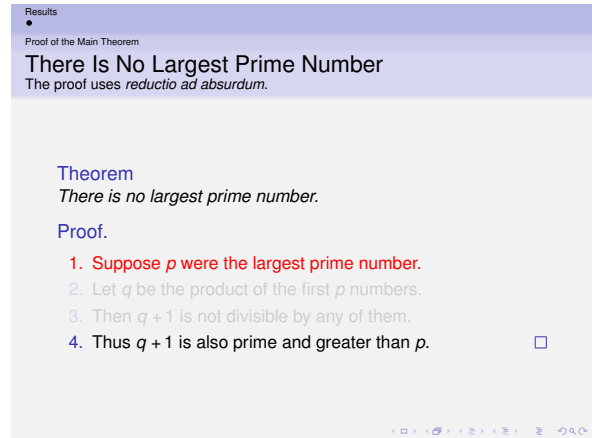 Results
Proof of the Main Theorem
There Is No Largest Prime Number
The proof uses reductio ad absurdum.
Theorem
There is no largest prime number.
Proof.
1. Suppose p were the largest prime number.
2. Let q be the product of the first p numbers.
3. Then q + 1 is not divisible by any of them.
4. Thus q + 1 is also prime and greater than p.